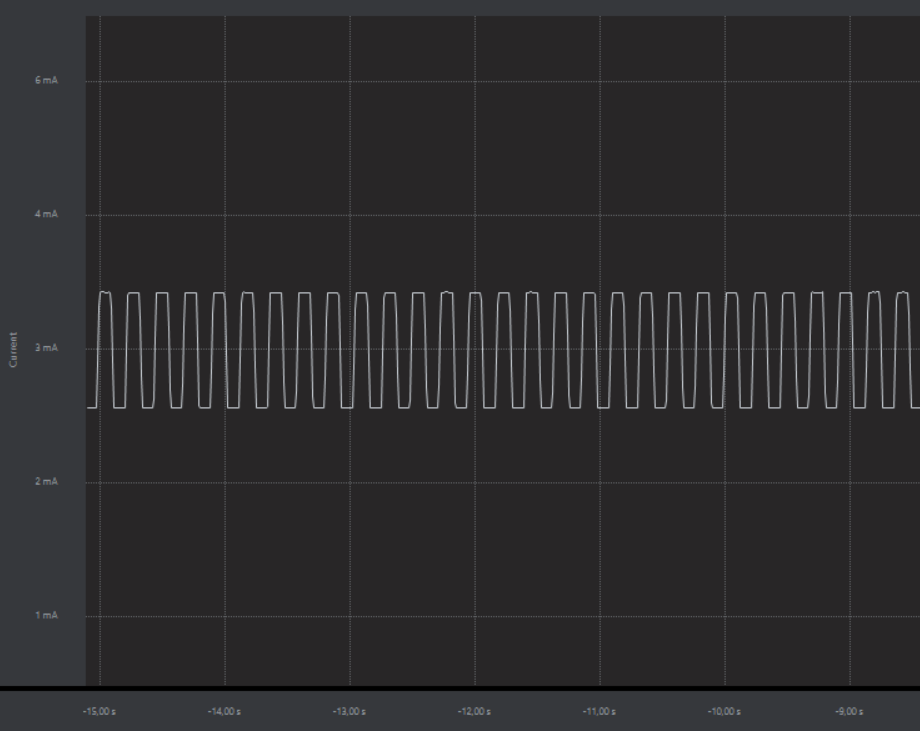 6 mA
4 mA
3 mA
2 mA
1 mA
Current
-15,00 s
-14,00 s
-13,00 s
-12,00 s
-11,00 s
-10,00 s
-9,00 s